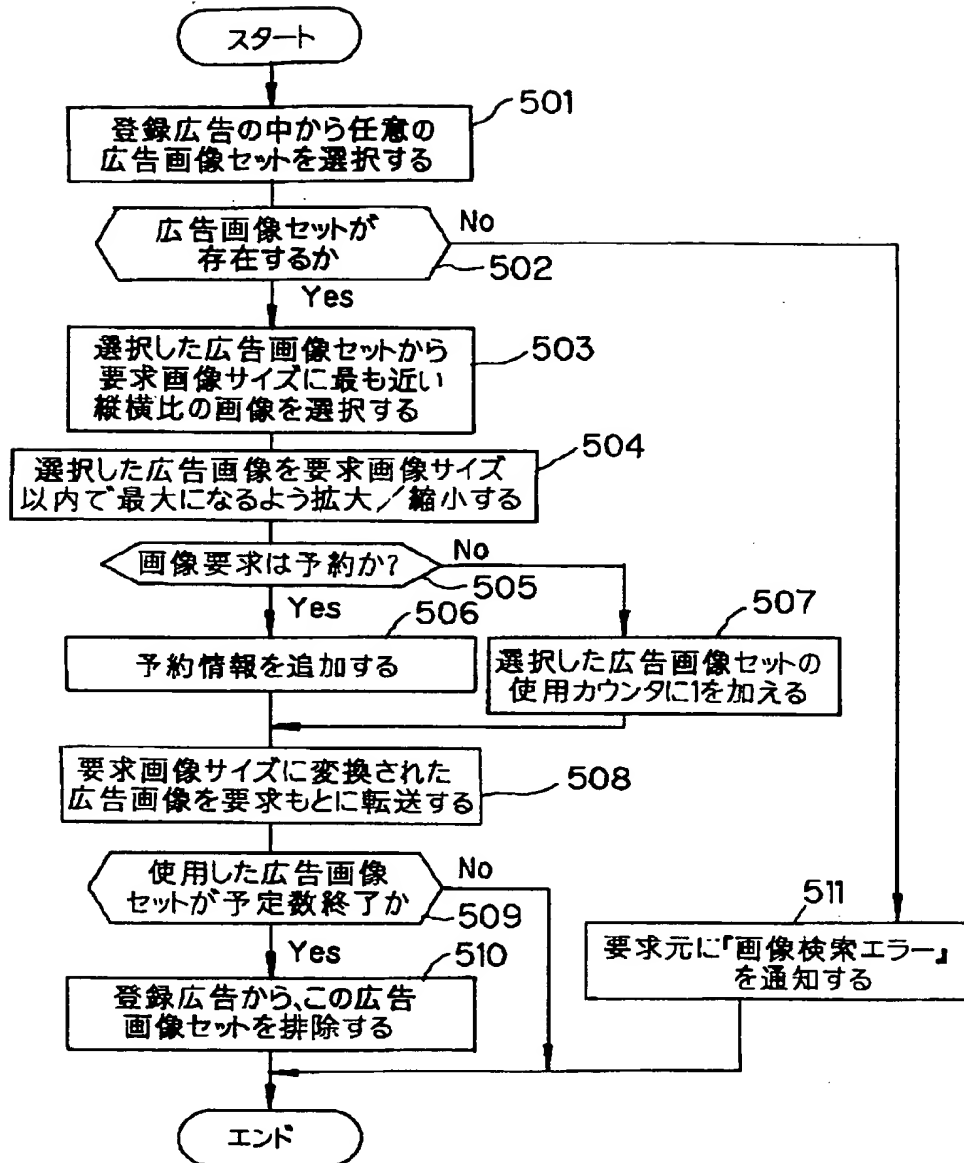 スタート
501
登録広告の中から任意の
広告画像セットを選択する
広告画像セットが
存在するか
No
502
Yes
選択した広告画像セットから
要求画像サイズに最も近い
縦横比の画像を選択する
503
504
選択した広告画像を要求画像サイズ
以内で最大になるよう拡大／縮小する
画像要求は予約か?
No
505
Yes
506
予約情報を追加する
507
選択した広告画像セットの
使用カウンタに1を加える
要求画像サイズに変換された
広告画像を要求もとに転送する
508
使用した広告画像
セットが予定数終了か
No
509
Yes
510
登録広告から、この広告
画像セットを排除する
511
要求元に『画像検索エラー』
を通知する
エンド